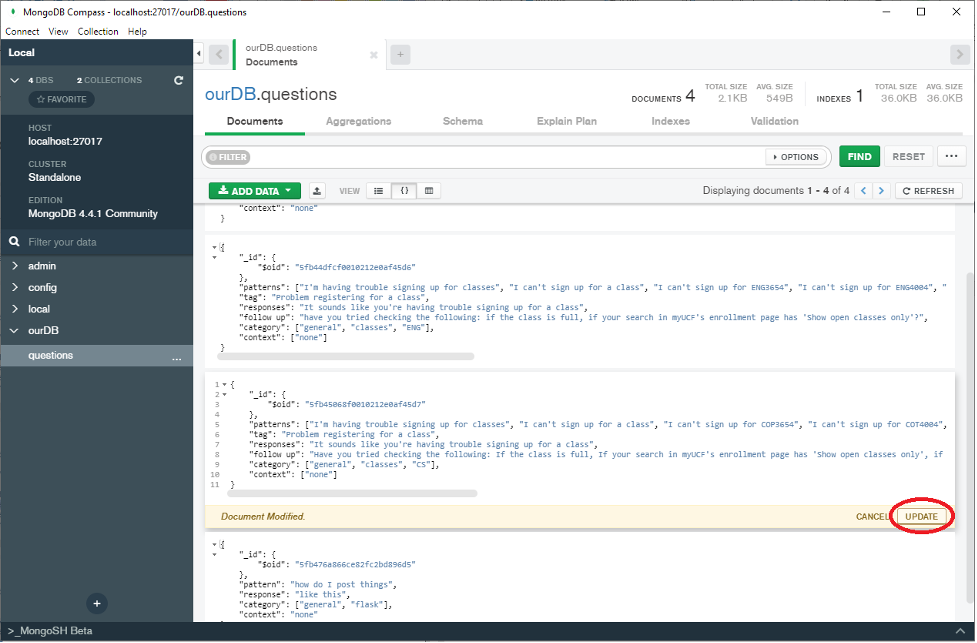 MongoDB Compass - localhost:27017/ourDB.questions
Connect View Collection Help
Local
4 DBS 2 COLLECTIONS
FAVORITE
HOST
localhost:27017
CLUSTER
Standalone
EDITION
MongoDB 4.4.1 Community
Filter your data
admin
config
local
ourDB
questions ...
>_MongoSH Beta
ourDB.questions
Documents
ourDB.questions
DOCUMENTS 4 TOTAL SIZE 2.1KB AVG. SIZE 549B INDEXES 1 TOTAL SIZE 36.0KB AVG. SIZE 36.0KB
Documents Aggregations Schema Explain Plan Indexes Validation
FILTER OPTIONS FIND RESET ...
ADD DATA VIEW {} Displaying documents 1 - 4 of 4 < > REFRESH
"context": "none"
}
{
"_id": {
"$oid": "5fb44dfcf0010212e0af45d6"
},
"patterns": ["I'm having trouble signing up for classes", "I can't sign up for a class", "I can't sign up for ENG3654", "I can't sign up for ENG4004", "
"tag": "Problem registering for a class",
"responses": "It sounds like you're having trouble signing up for a class",
"follow up": "have you tried checking the following: if the class is full, if your search in myUCF's enrollment page has 'Show open classes only'?",
"category": ["general", "classes", "ENG"],
"context": ["none"]
}
1 {
2 "_id": {
3 "$oid": "5fb45068f0010212e0af45d7"
4 },
5 "patterns": ["I'm having trouble signing up for classes", "I can't sign up for a class", "I can't sign up for COP3654", "I can't sign up for COT4004",
6 "tag": "Problem registering for a class",
7 "responses": "It sounds like you're having trouble signing up for a class",
8 "follow up": "Have you tried checking the following: If the class is full, If your search in myUCF's enrollment page has 'Show open classes only', if
9 "category": ["general", "classes", "CS"],
10 "context": ["none"]
11 }
Document Modified. CANCEL UPDATE
{
"_id": {
"$oid": "5fb476a866ce82fc2bd896d5"
},
"pattern": "how do I post things",
"response": "like this",
"category": ["general", "flask"],
"context": "none"